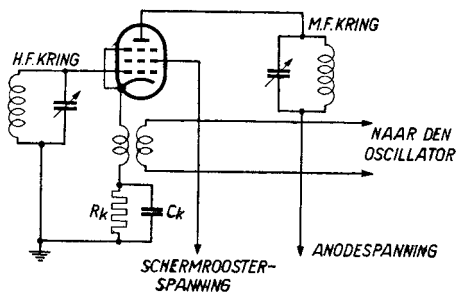 M.F. KRING
H.F. KRING
NAAR DEN
OSCILLATOR
Rk
Ck
SCHERMROOSTER-
SPANNING
ANODESPANNING